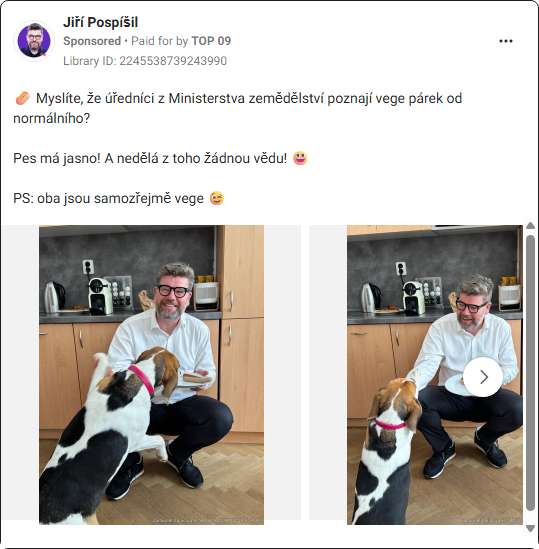 Jiří Pospíšil
Sponsored • Paid for by TOP 09
Library ID: 2245538739243990
🌭 Myslíte, že úředníci z Ministerstva zemědělství poznají vege párek od
normálního?
Pes má jasno! A nedělá z toho žádnou vědu! 😀
PS: oba jsou samozřejmě vege 😅